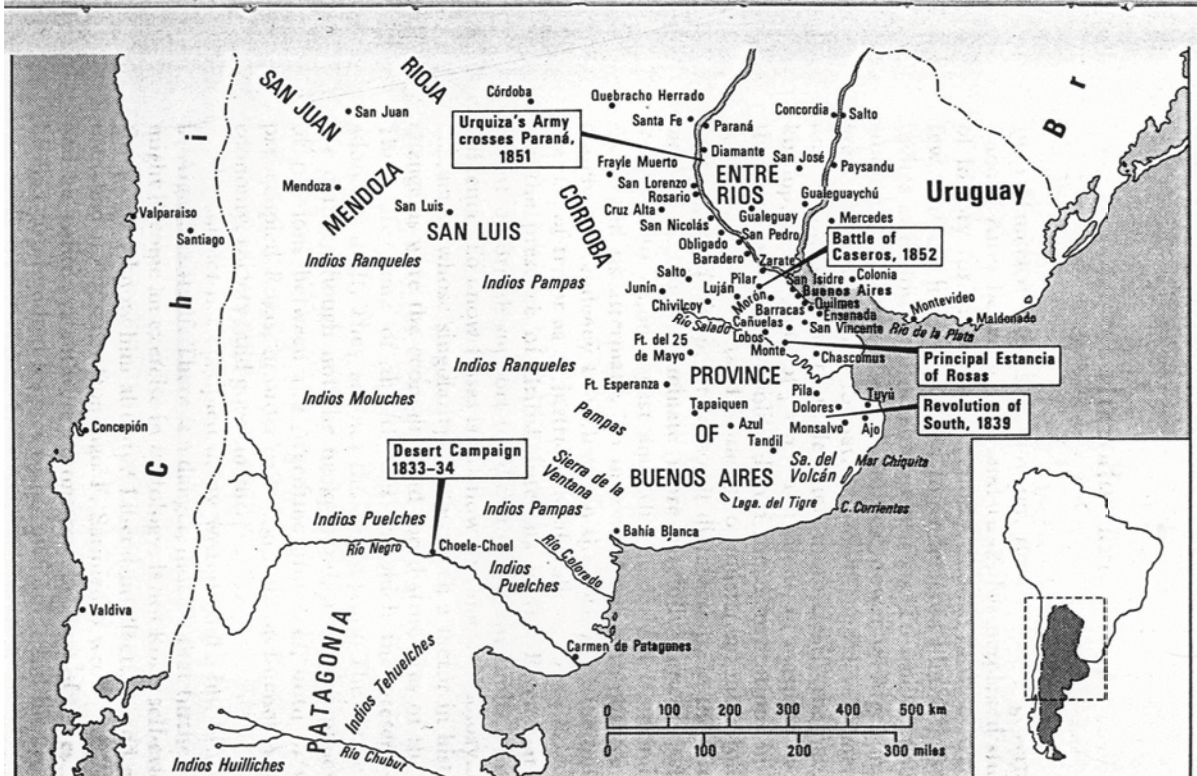 RIOJA
SAN JUAN
San Juan
Córdoba
Quebracho Herrado
Urquiza's Army
crosses Paraná,
1851
Santa Fe
Paraná
Concordia
Salto
B r
Diamante
San José
Paysandu
ENTRE
RIOS
Frayle Muerto
San Lorenzo
Rosario
Gualeguaychú
Uruguay
Mendoza
MENDOZA
San Luis
SAN LUIS
CÓRDOBA
Cruz Alta
San Nicolás
Gualeguay
Mercedes
Obligado
San Pedro
Baradero
Battle of
Caseros, 1852
Valparaiso
Santiago
C h i
Indios Ranqueles
Indios Pampas
Zarate
Salto
Pilar
San Isidre
Colonia
Junín
Luján
Buenos Aires
Morón
Quilmes
Chivilcoy
Barracas
Ensenada
Montevideo
Maldonado
Río Salado
Cañuelas
San Vincente
Río de la Plata
Lobos
Ft. del 25
de Mayo
Monte
Chascomus
Principal Estancia
of Rosas
Indios Ranqueles
PROVINCE
Ft. Esperanza
Pila
Tuyú
Indios Moluches
Dolores
Revolution of
South, 1839
Tapaiquen
Pampas
Azul
OF
Monsalvo
Ajo
Tandil
Concepión
Desert Campaign
1833–34
Sierra de la
Ventana
Sa. del
Volcán
Mar Chiquita
BUENOS AIRES
Laga. del Tigre
C. Corrientes
Indios Puelches
Indios Pampas
Bahía Blanca
Río Negro
Choele-Choel
Río Colorado
Indios
Puelches
Valdiva
PATAGONIA
Indios Tehuelches
Carmen de Patagones
0 100 200 300 400 500 km
0 100 200 300 miles
Río Chubut
Indios Huilliches